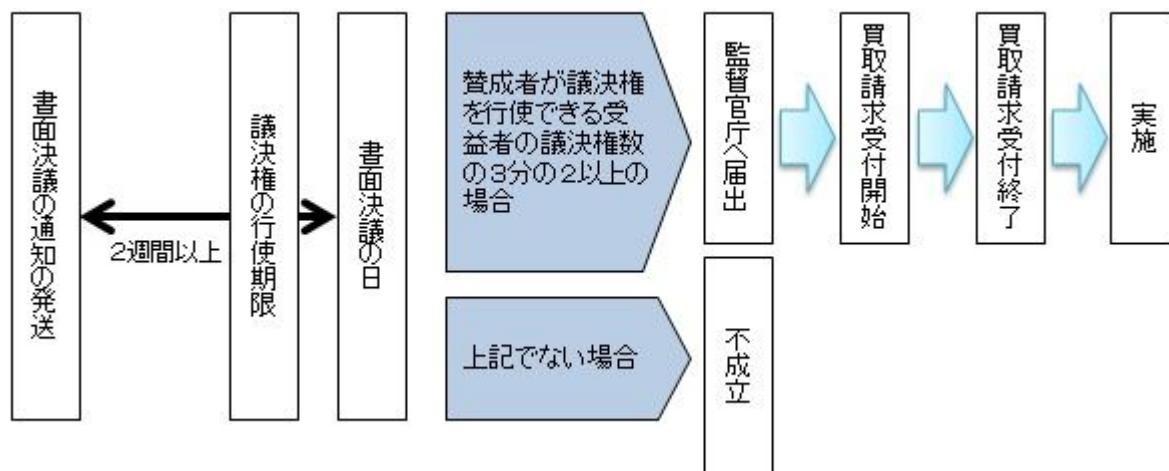 書面決議の通知の発送
2週間以上
議決権の行使期限
書面決議の日
賛成者が議決権
を行使できる受
益者の議決権数
の3分の2以上の
場合
監督官庁へ届出
買取請求受付開始
買取請求受付終了
実施
上記でない場合
不成立